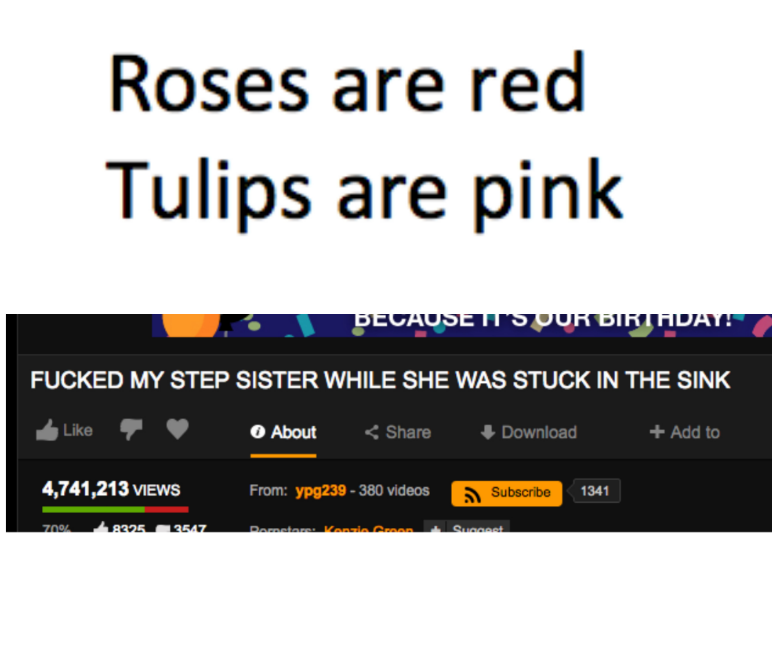 Roses are red
Tulips are pink
BECAUSE IT'S OUR BIRTHDAY!
FUCKED MY STEP SISTER WHILE SHE WAS STUCK IN THE SINK
Like About Share Download + Add to
4,741,213 VIEWS From: ypg239 - 380 videos Subscribe 1341
70% 8325 3547 Pornstars: Kenzie Green + Suggest